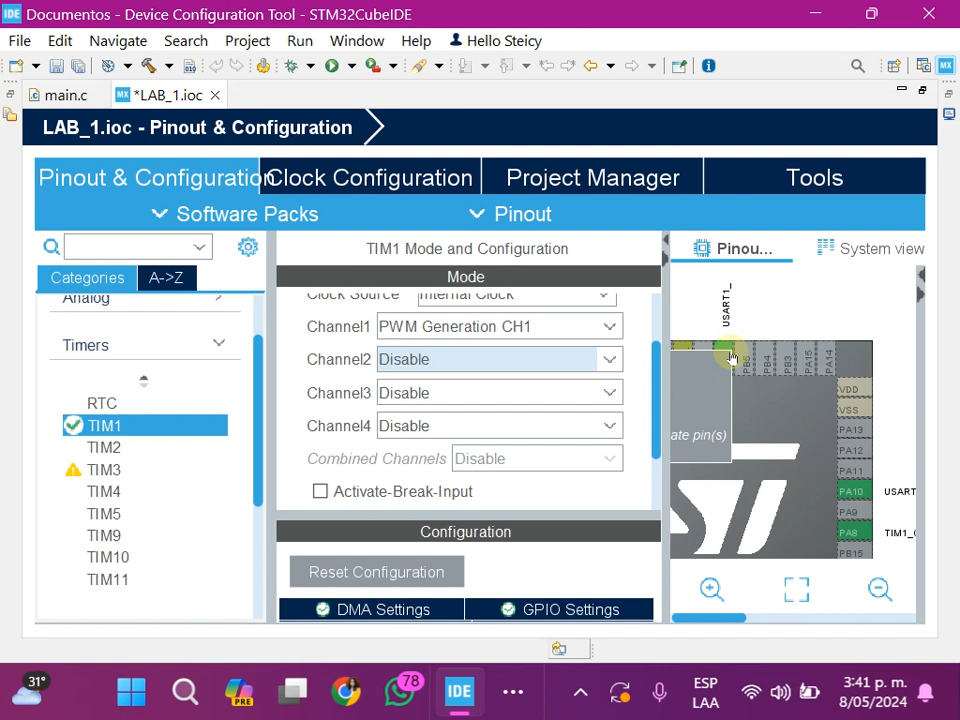 IDE Documentos - Device Configuration Tool - STM32CubeIDE
File Edit Navigate Search Project Run Window Help Hello Steicy
main.c
MX *LAB_1.ioc
MX
LAB_1.ioc - Pinout & Configuration
Pinout & Configuration
Clock Configuration
Project Manager
Tools
Software Packs
Pinout
TIM1 Mode and Configuration
Pinou...
System view
Categories
A->Z
Mode
Analog
Clock Source
Internal Clock
USART1_
Channel1
PWM Generation CH1
Timers
Channel2
Disable
PB6
PB4
PB3
PA15
PA14
Channel3
Disable
VDD
RTC
VSS
TIM1
Channel4
Disable
PA13
ate pin(s)
TIM2
PA12
Combined Channels
Disable
TIM3
PA11
TIM4
Activate-Break-Input
PA10
USART
TIM5
PA9
TIM9
Configuration
PA8
TIM1_
TIM10
PB15
Reset Configuration
TIM11
DMA Settings
GPIO Settings
ST
31°
PRE
78
IDE
ESP
LAA
3:41 p. m.
8/05/2024